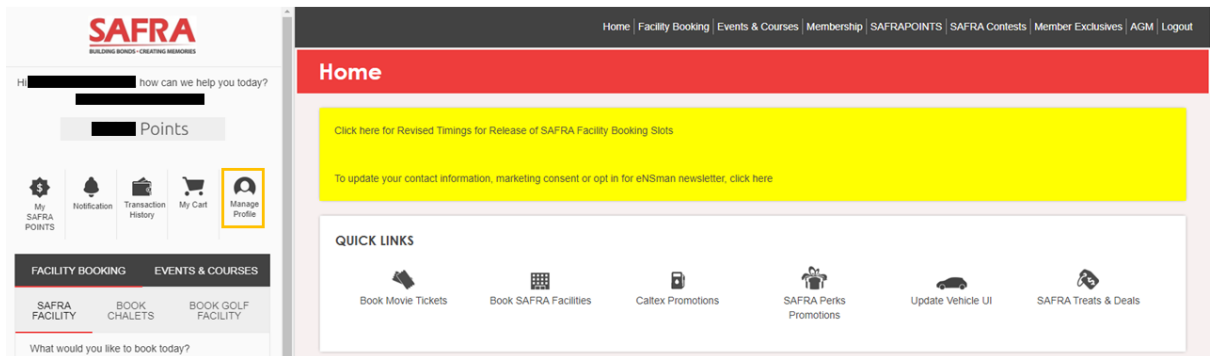 SAFRA
BUILDING BONDS • CREATING MEMORIES
Hi how can we help you today?
Points
My SAFRA POINTS
Notification
Transaction History
My Cart
Manage Profile
FACILITY BOOKING
EVENTS & COURSES
SAFRA FACILITY
BOOK CHALETS
BOOK GOLF FACILITY
What would you like to book today?
Home | Facility Booking | Events & Courses | Membership | SAFRAPOINTS | SAFRA Contests | Member Exclusives | AGM | Logout
Home
Click here for Revised Timings for Release of SAFRA Facility Booking Slots
To update your contact information, marketing consent or opt in for eNSman newsletter, click here
QUICK LINKS
Book Movie Tickets
Book SAFRA Facilities
Caltex Promotions
SAFRA Perks Promotions
Update Vehicle UI
SAFRA Treats & Deals